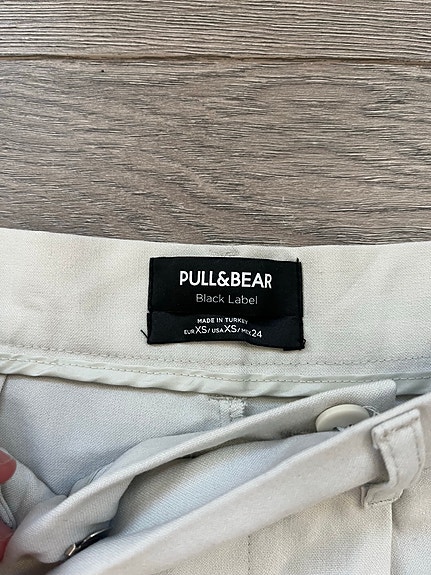 PULL&BEAR
Black Label
MADE IN TURKEY
EUR XS/ USA XS/ MEX 24